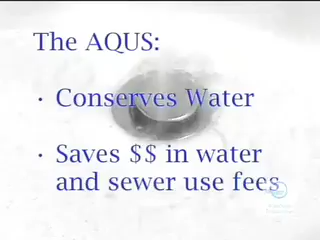 The AQUS:
• Conserves Water
• Saves $$ in water
and sewer use fees